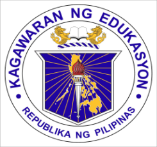 KAGAWARAN NG EDUKASYON
REPUBLIKA NG PILIPINAS